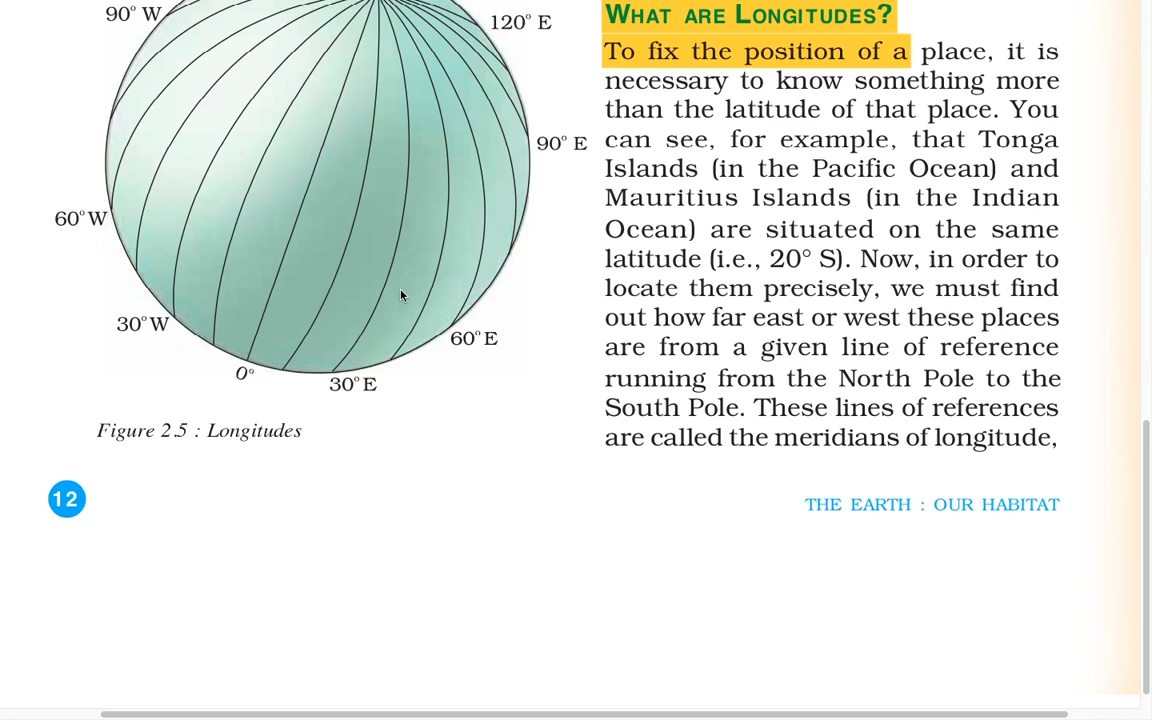 90° W
120° E
90° E
60° W
30° W
60° E
0°
30° E
Figure 2.5 : Longitudes
WHAT ARE LONGITUDES?
To fix the position of a place, it is
necessary to know something more
than the latitude of that place. You
can see, for example, that Tonga
Islands (in the Pacific Ocean) and
Mauritius Islands (in the Indian
Ocean) are situated on the same
latitude (i.e., 20° S). Now, in order to
locate them precisely, we must find
out how far east or west these places
are from a given line of reference
running from the North Pole to the
South Pole. These lines of references
are called the meridians of longitude,
12
THE EARTH : OUR HABITAT